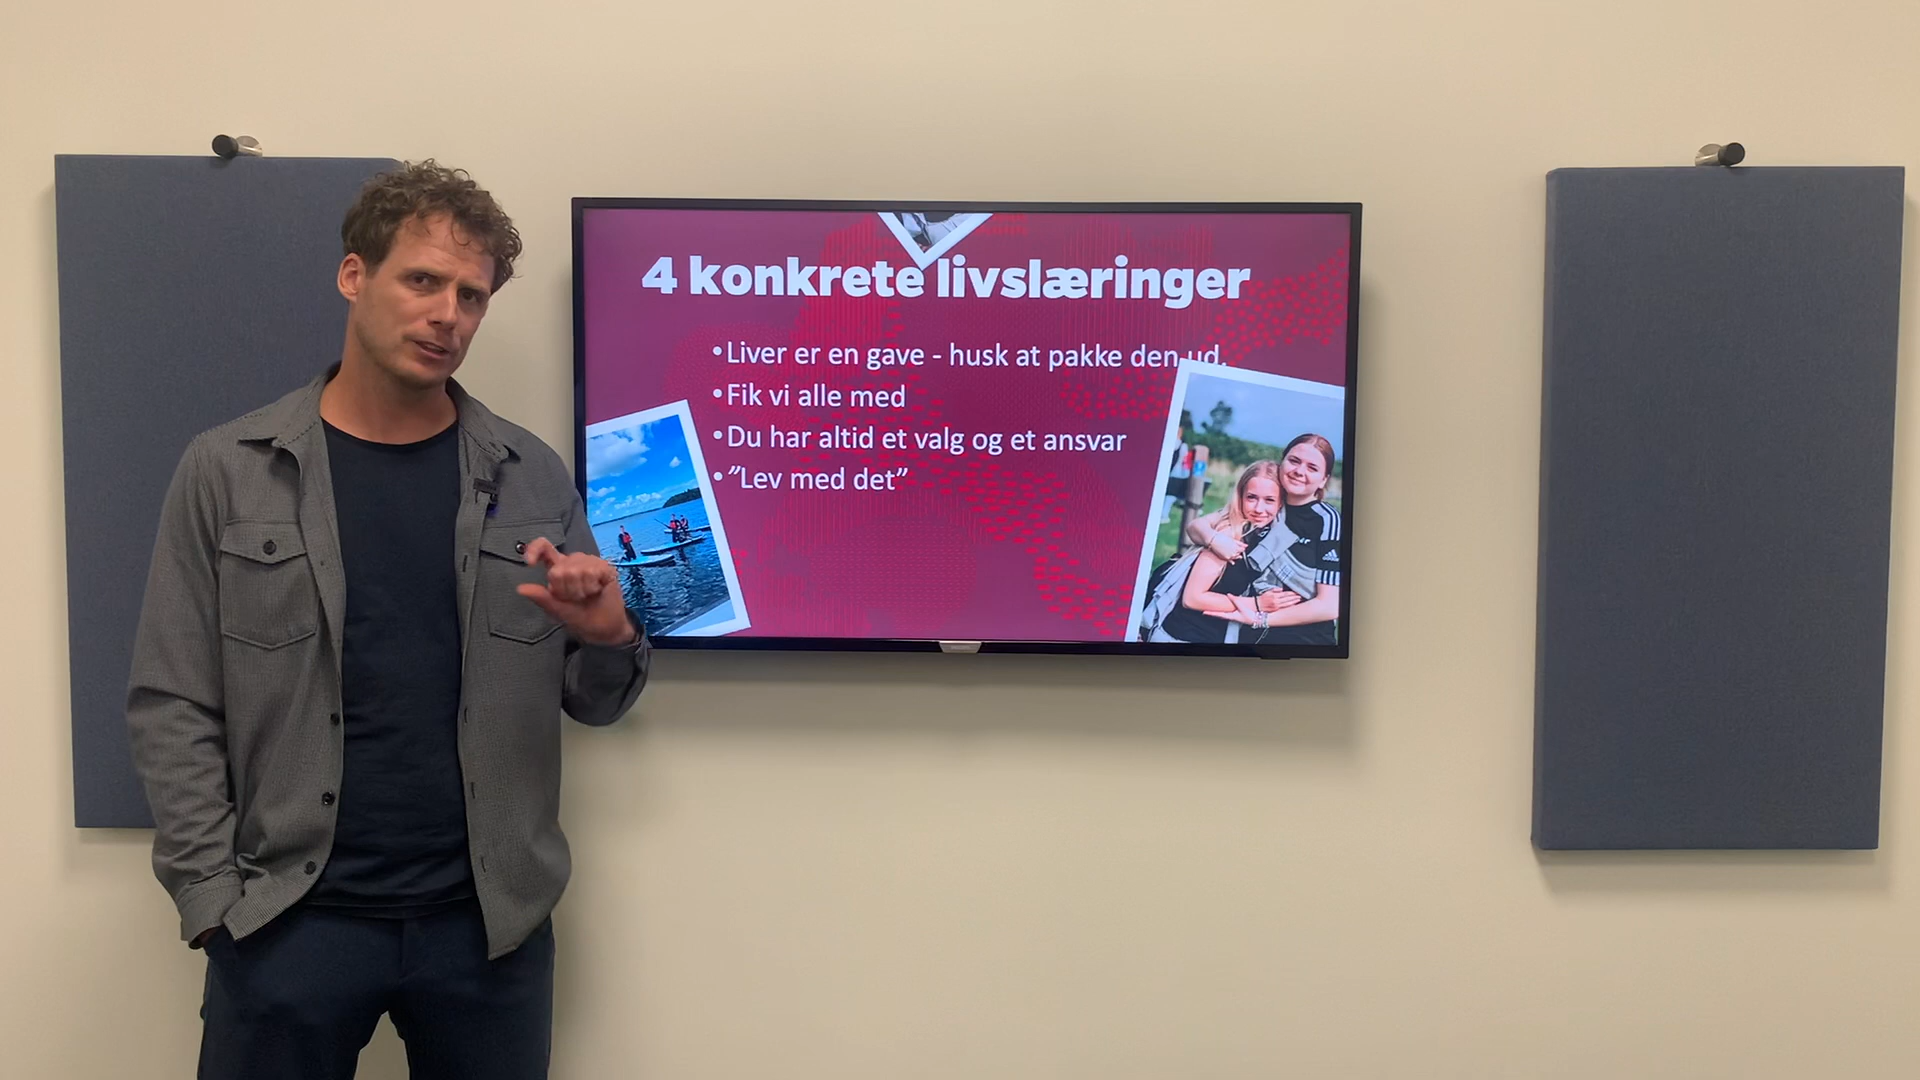 4 konkrete livslæringer
•Liver er en gave - husk at pakke den ud.
•Fik vi alle med
•Du har altid et valg og et ansvar
•”Lev med det”